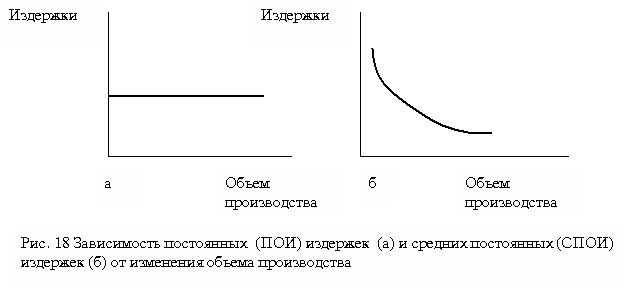 Издержки
Издержки
а
Объем
производства
б
Объем
производства
Рис. 18 Зависимость постоянных (ПОИ) издержек (а) и средних постоянных (СПОИ)
издержек (б) от изменения объема производства